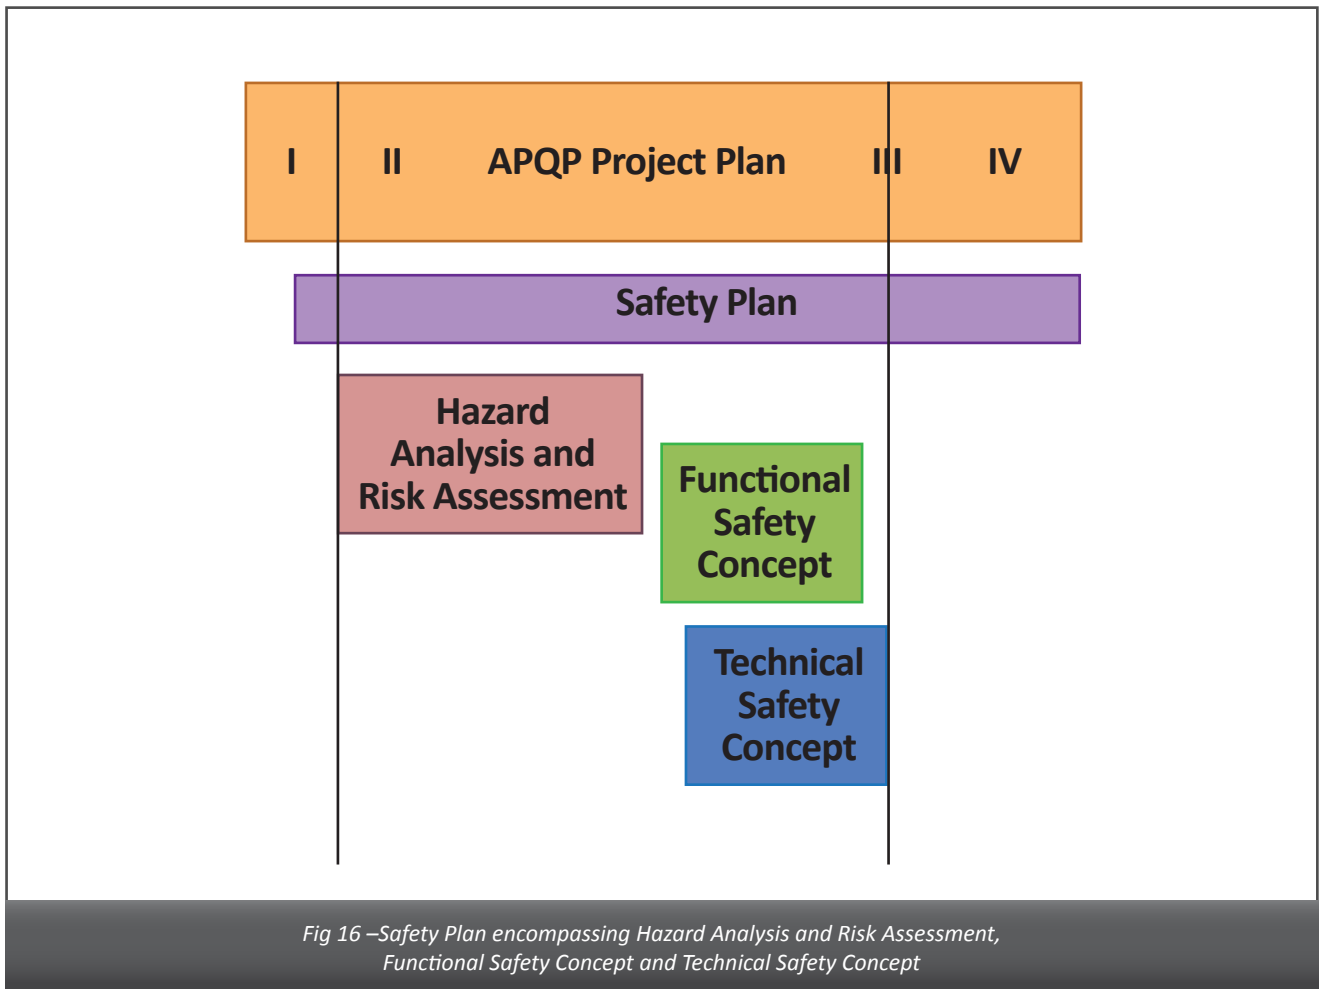 I II APQP Project Plan III IV
Safety Plan
Hazard
Analysis and
Risk Assessment
Functional
Safety
Concept
Technical
Safety
Concept
Fig 16 –Safety Plan encompassing Hazard Analysis and Risk Assessment,
Functional Safety Concept and Technical Safety Concept